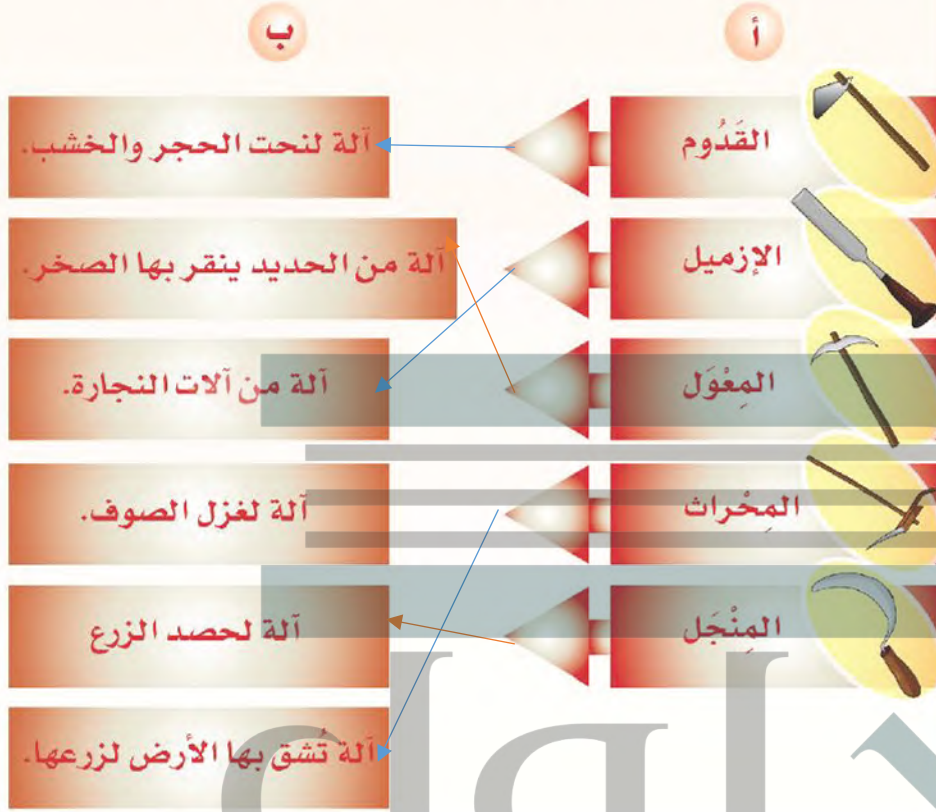 أ
ب
القَدُوم
آلة لنحت الحجر والخشب.
الإزميل
آلة من الحديد ينقر بها الصخر.
المِعْوَل
آلة من آلات النجارة.
المِحْراث
آلة لغزل الصوف.
المِنْجَل
آلة لحصد الزرع
آلة تُشق بها الأرض لزرعها.